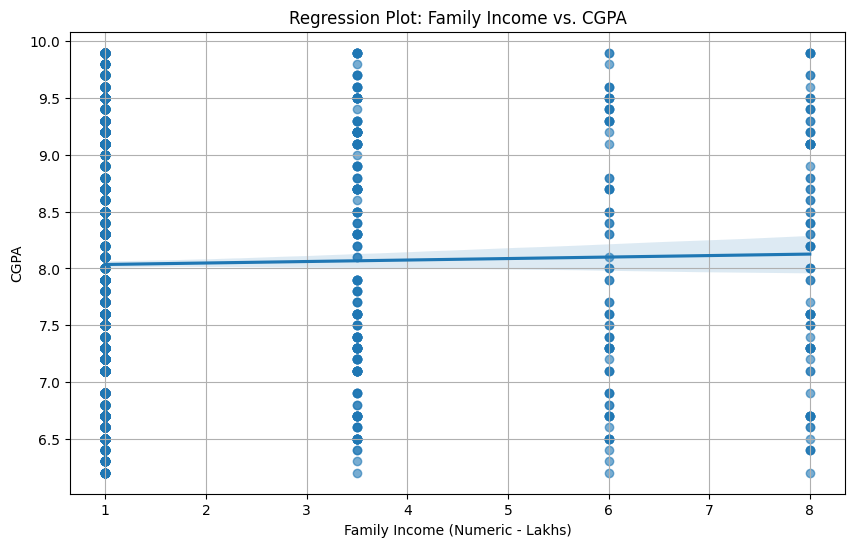 Regression Plot: Family Income vs. CGPA
10.0
9.5
9.0
8.5
8.0
7.5
7.0
6.5
CGPA
1 2 3 4 5 6 7 8
Family Income (Numeric - Lakhs)